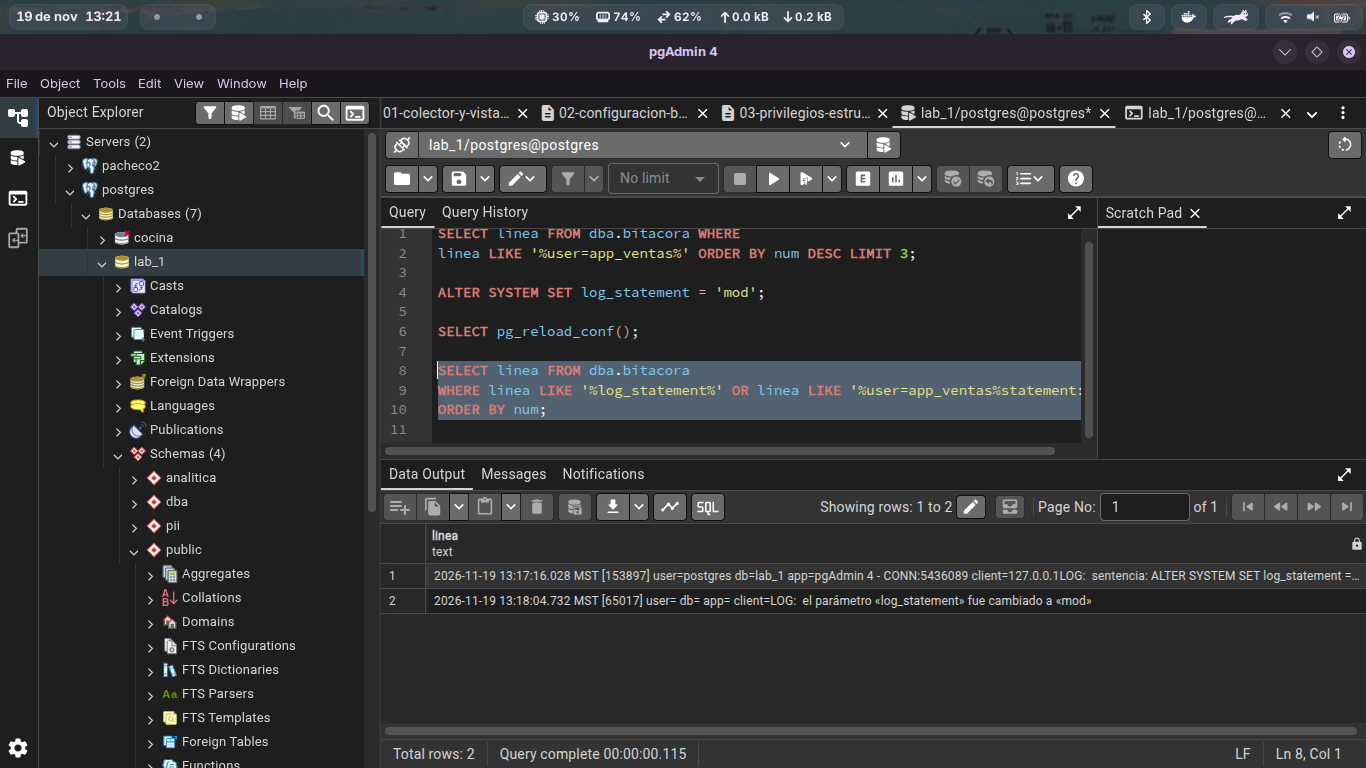 19 de nov 13:21
30% 74% 62% ↑0.0 kB ↓0.2 kB
pgAdmin 4
File Object Tools Edit View Window Help
Object Explorer
01-colector-y-vista... 02-configuracion-b... 03-privilegios-estru... lab_1/postgres@postgres* lab_1/postgres@...
Servers (2)
pacheco2
postgres
Databases (7)
cocina
lab_1
Casts
Catalogs
Event Triggers
Extensions
Foreign Data Wrappers
Languages
Publications
Schemas (4)
analitica
dba
pii
public
Aggregates
Collations
Domains
FTS Configurations
FTS Dictionaries
Aa FTS Parsers
FTS Templates
Foreign Tables
Functions
lab_1/postgres@postgres
No limit
E
Query Query History
Scratch Pad
1 SELECT linea FROM dba.bitacora WHERE
2 linea LIKE '%user=app_ventas%' ORDER BY num DESC LIMIT 3;
3
4 ALTER SYSTEM SET log_statement = 'mod';
5
6 SELECT pg_reload_conf();
7
8 SELECT linea FROM dba.bitacora
9 WHERE linea LIKE '%log_statement%' OR linea LIKE '%user=app_ventas%statement:
10 ORDER BY num;
11
Data Output Messages Notifications
SQL
Showing rows: 1 to 2
Page No: 1 of 1
linea
text
1 2026-11-19 13:17:16.028 MST [153897] user=postgres db=lab_1 app=pgAdmin 4 - CONN:5436089 client=127.0.0.1LOG: sentencia: ALTER SYSTEM SET log_statement =...
2 2026-11-19 13:18:04.732 MST [65017] user= db= app= client=LOG: el parámetro «log_statement» fue cambiado a «mod»
Total rows: 2 Query complete 00:00:00.115 LF Ln 8, Col 1